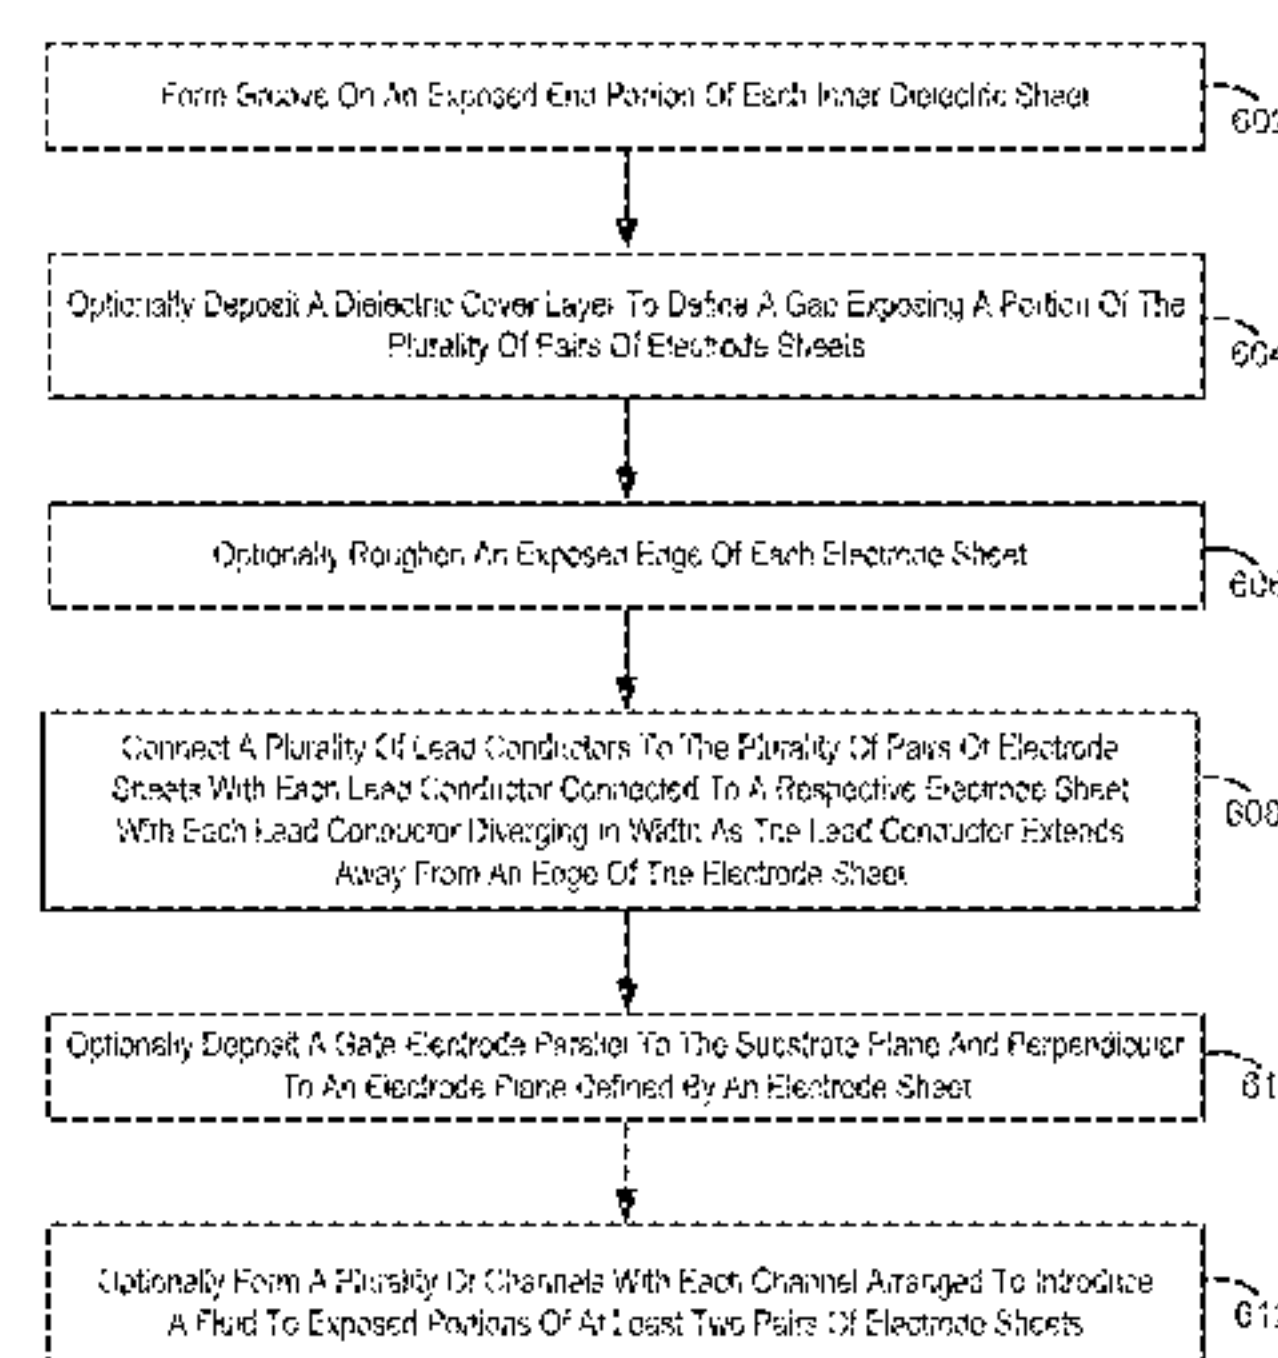 Form Groove On An Exposed End Portion Of Each Inner Dielectric Sheet
602
Optionally Deposit A Dielectric Cover Layer To Define A Gap Exposing A Portion Of The
Plurality Of Pairs Of Electrode Sheets
604
Optionally Roughen An Exposed Edge Of Each Electrode Sheet
606
Connect A Plurality Of Lead Conductors To The Plurality Of Pairs Of Electrode
Sheets With Each Lead Conductor Connected To A Respective Electrode Sheet
With Each Lead Conductor Diverging In Width As The Lead Conductor Extends
Away From An Edge Of The Electrode Sheet
608
Optionally Deposit A Gate Electrode Parallel To The Substrate Plane And Perpendicular
To An Electrode Plane Defined By An Electrode Sheet
61
Optionally Form A Plurality Of Channels With Each Channel Arranged To Introduce
A Fluid To Exposed Portions Of At Least Two Pairs Of Electrode Sheets
612